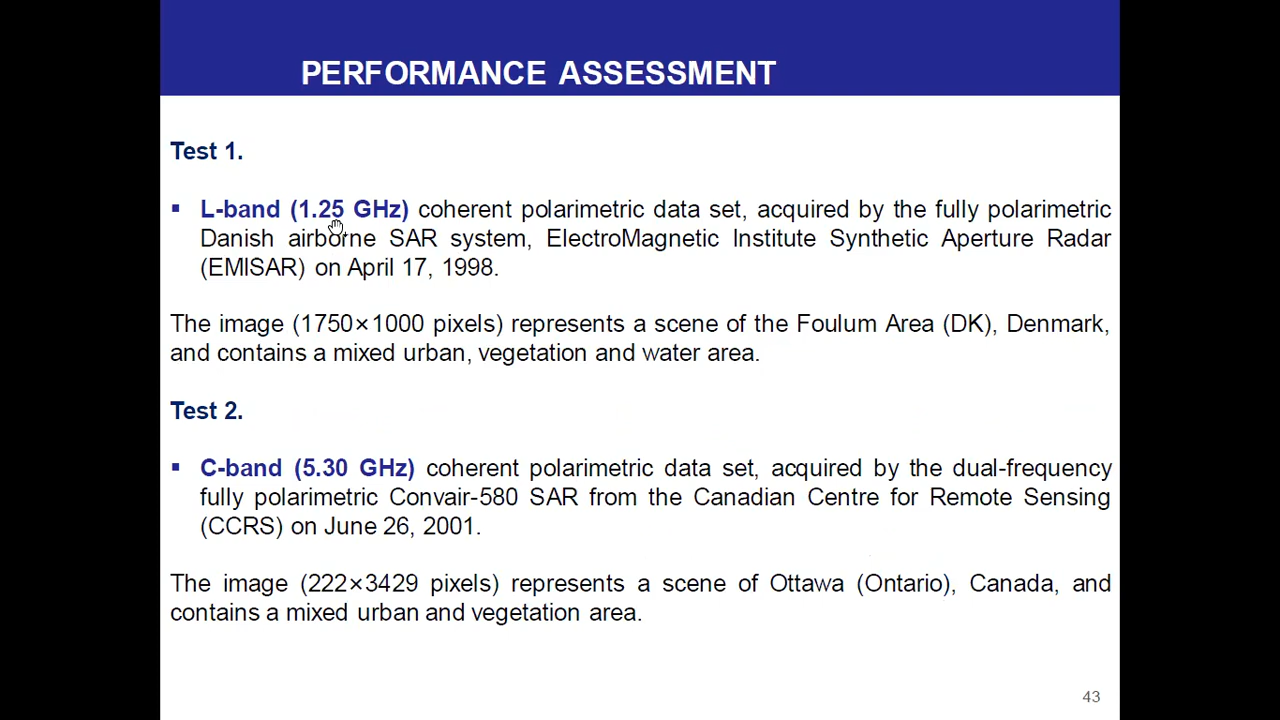 PERFORMANCE ASSESSMENT
Test 1.
▪ L-band (1.25 GHz) coherent polarimetric data set, acquired by the fully polarimetric
Danish airborne SAR system, ElectroMagnetic Institute Synthetic Aperture Radar
(EMISAR) on April 17, 1998.
The image (1750×1000 pixels) represents a scene of the Foulum Area (DK), Denmark,
and contains a mixed urban, vegetation and water area.
Test 2.
▪ C-band (5.30 GHz) coherent polarimetric data set, acquired by the dual-frequency
fully polarimetric Convair-580 SAR from the Canadian Centre for Remote Sensing
(CCRS) on June 26, 2001.
The image (222×3429 pixels) represents a scene of Ottawa (Ontario), Canada, and
contains a mixed urban and vegetation area.
43